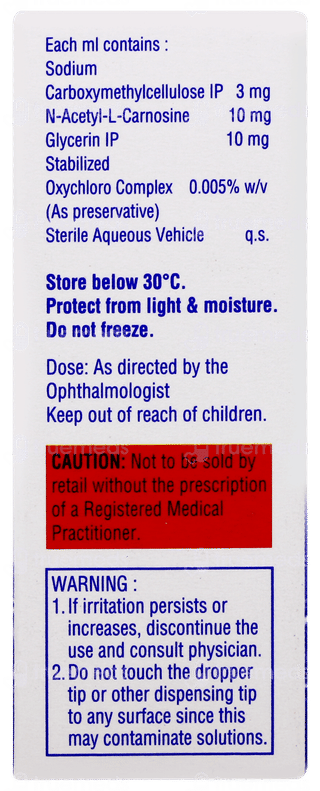 Each ml contains :
Sodium
Carboxymethylcellulose IP 3 mg
N-Acetyl-L-Carnosine 10 mg
Glycerin IP 10 mg
Stabilized
Oxychloro Complex 0.005% w/v
(As preservative)
Sterile Aqueous Vehicle q.s.
Store below 30°C.
Protect from light & moisture.
Do not freeze.
Dose: As directed by the
Ophthalmologist
Keep out of reach of children.
truemeds
truemeds
CAUTION: Not to be sold by
retail without the prescription
of a Registered Medical
Practitioner.
WARNING :
1. If irritation persists or
increases, discontinue the
use and consult physician.
2. Do not touch the dropper
tip or other dispensing tip
to any surface since this
may contaminate solutions.